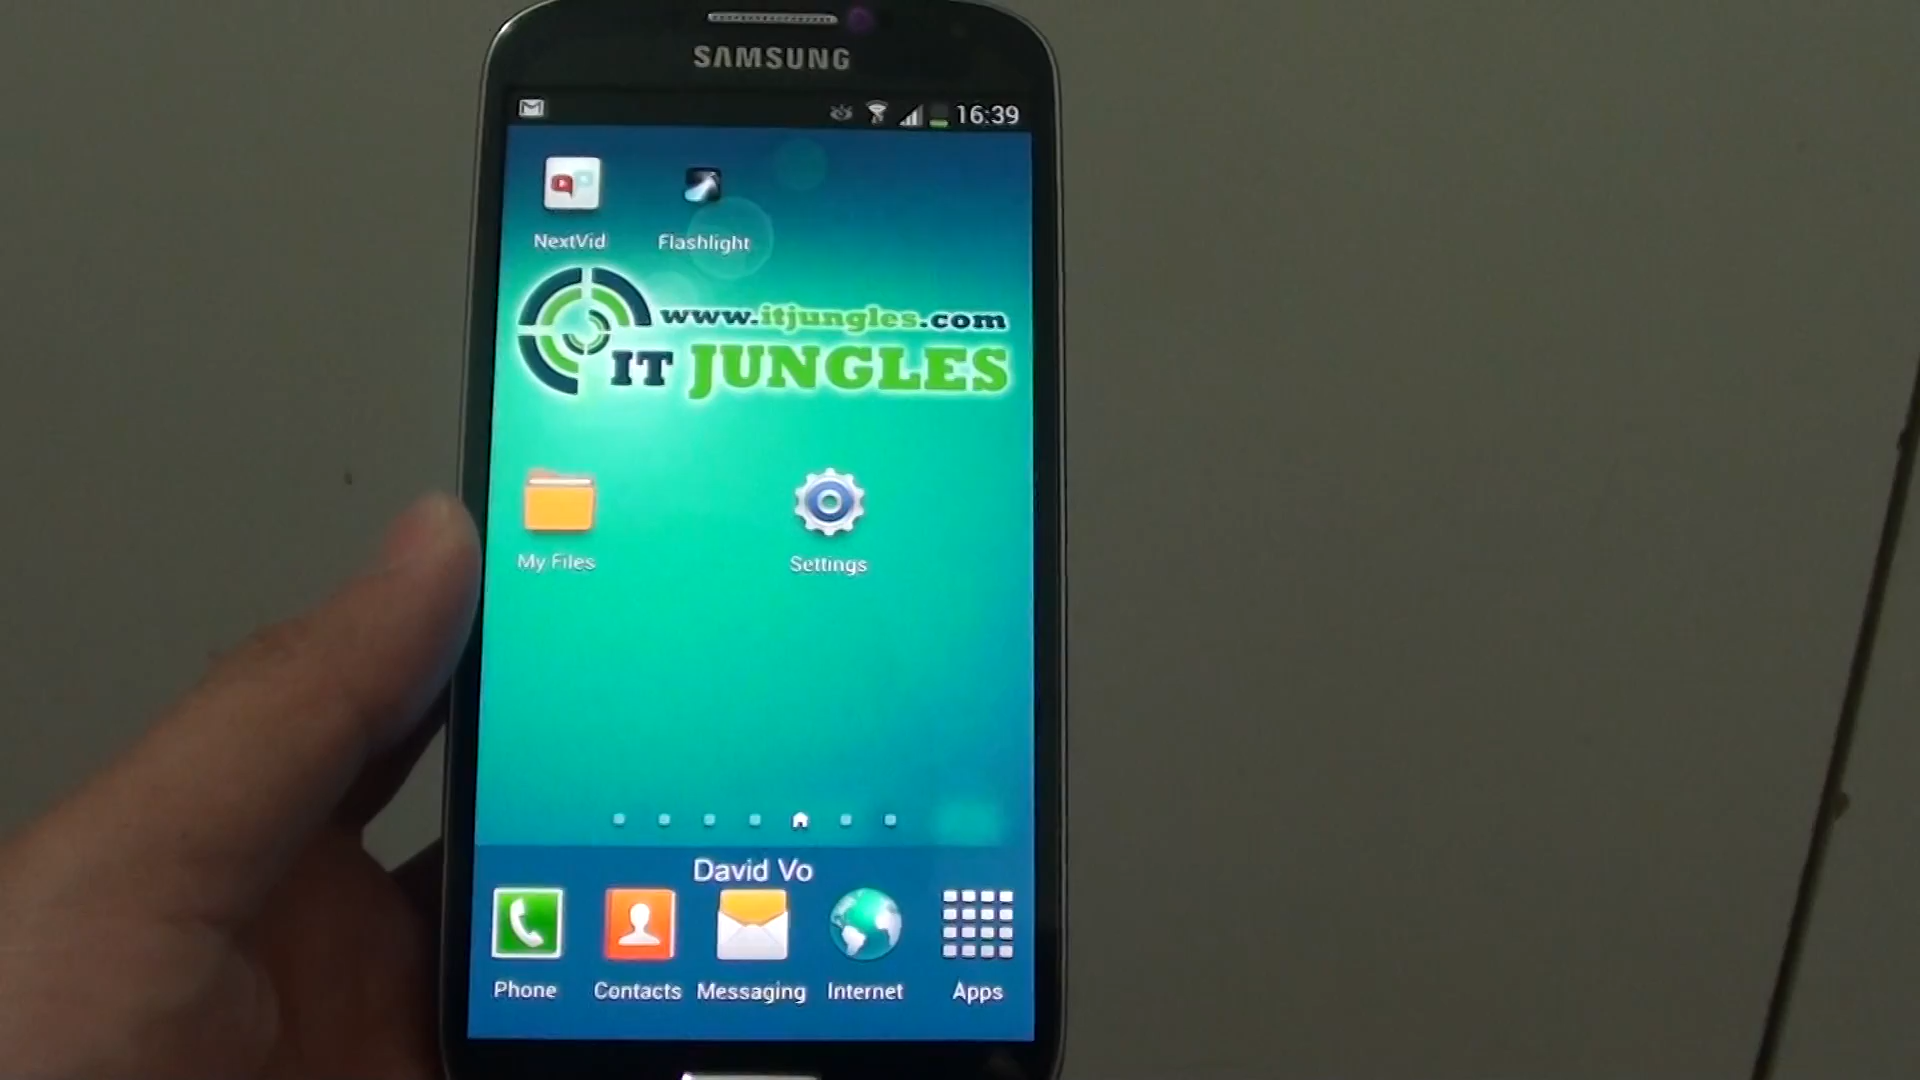 SAMSUNG
16:39
NextVid
Flashlight
www.itjungles.com
IT JUNGLES
My Files
Settings
David Vo
Phone
Contacts
Messaging
Internet
Apps